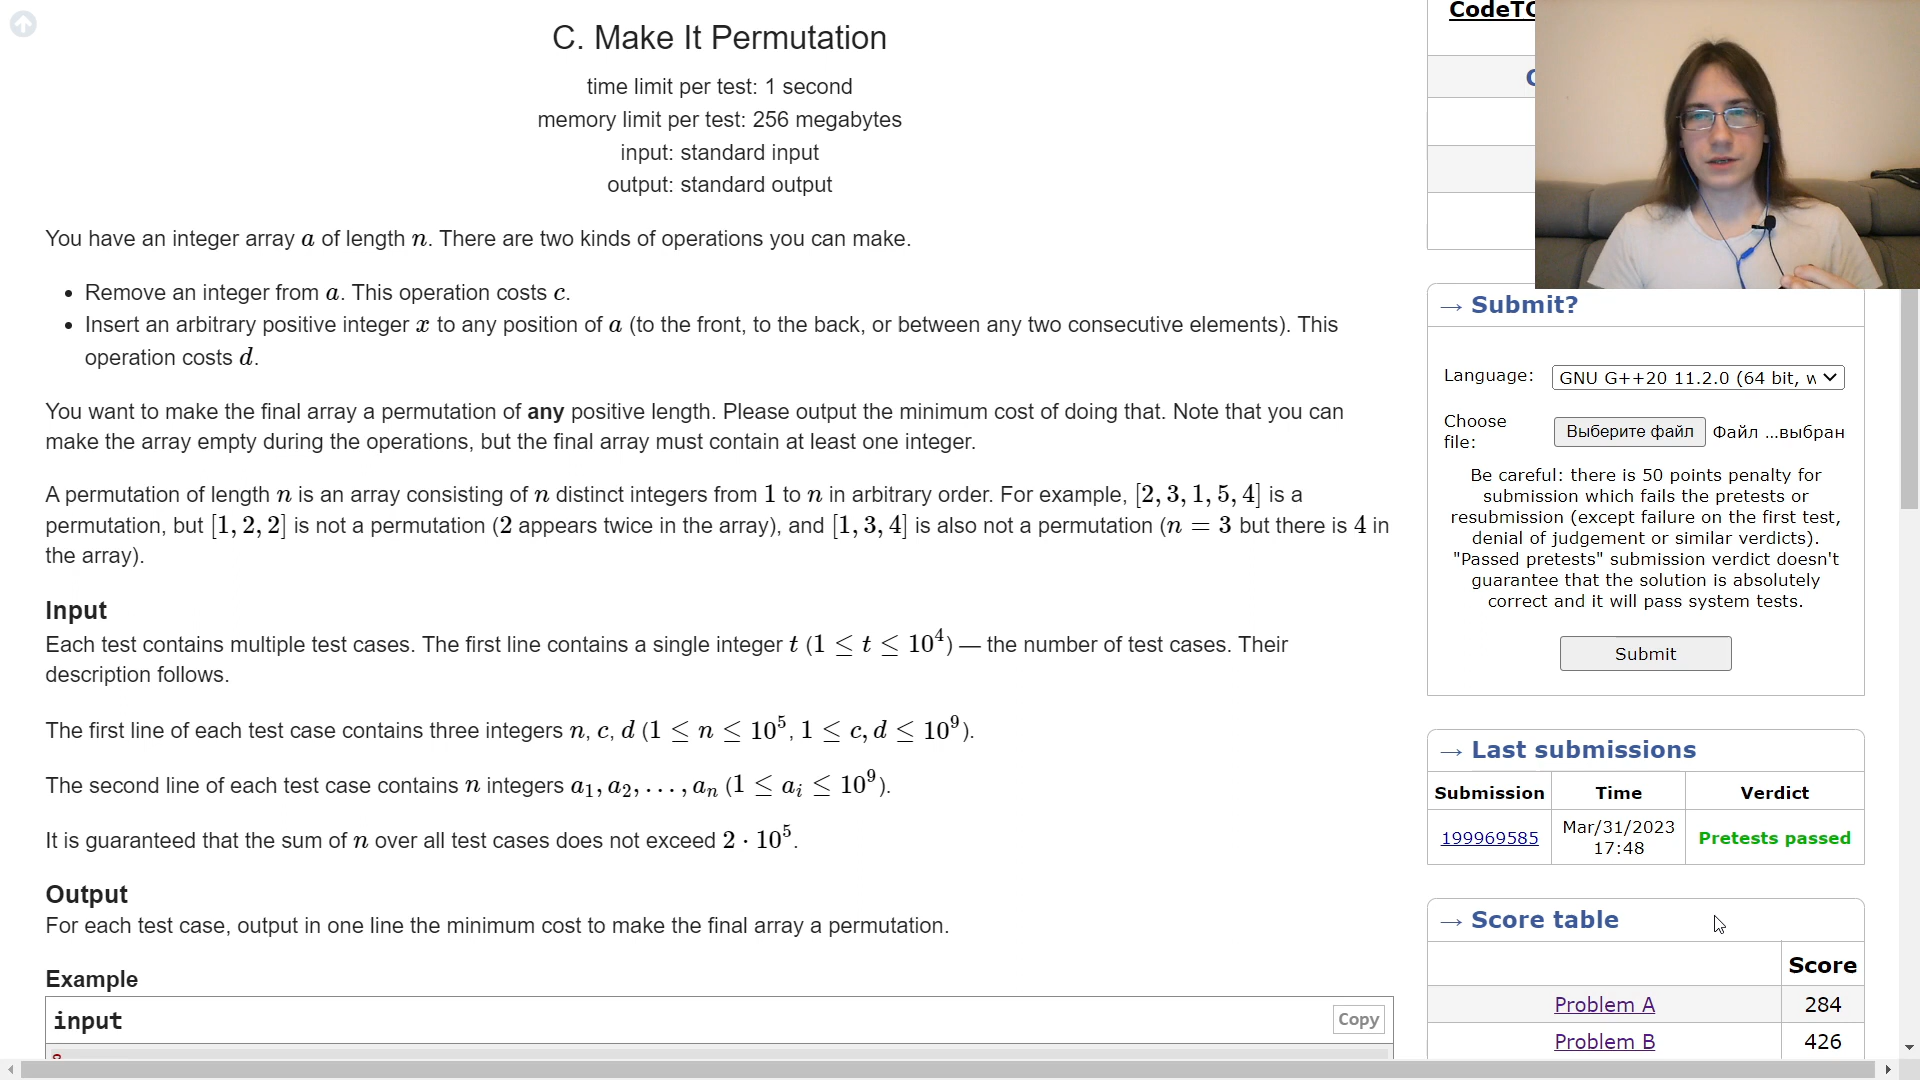 C. Make It Permutation
time limit per test: 1 second
memory limit per test: 256 megabytes
input: standard input
output: standard output
You have an integer array a of length n. There are two kinds of operations you can make.
• Remove an integer from a. This operation costs c.
• Insert an arbitrary positive integer x to any position of a (to the front, to the back, or between any two consecutive elements). This
operation costs d.
You want to make the final array a permutation of any positive length. Please output the minimum cost of doing that. Note that you can
make the array empty during the operations, but the final array must contain at least one integer.
A permutation of length n is an array consisting of n distinct integers from 1 to n in arbitrary order. For example, [2, 3, 1, 5, 4] is a
permutation, but [1, 2, 2] is not a permutation (2 appears twice in the array), and [1, 3, 4] is also not a permutation (n = 3 but there is 4 in
the array).
Input
Each test contains multiple test cases. The first line contains a single integer t (1 ≤ t ≤ 10^4) — the number of test cases. Their
description follows.
The first line of each test case contains three integers n, c, d (1 ≤ n ≤ 10^5, 1 ≤ c, d ≤ 10^9).
The second line of each test case contains n integers a_1, a_2, ..., a_n (1 ≤ a_i ≤ 10^9).
It is guaranteed that the sum of n over all test cases does not exceed 2 · 10^5.
Output
For each test case, output in one line the minimum cost to make the final array a permutation.
Example
input
Copy
→ Submit?
Language:
GNU G++20 11.2.0 (64 bit, w
Choose
file:
Выберите файл
Файл ...выбран
Be careful: there is 50 points penalty for
submission which fails the pretests or
resubmission (except failure on the first test,
denial of judgement or similar verdicts).
"Passed pretests" submission verdict doesn't
guarantee that the solution is absolutely
correct and it will pass system tests.
Submit
→ Last submissions
Submission Time Verdict
199969585 Mar/31/2023 17:48 Pretests passed
→ Score table
Score
Problem A 284
Problem B 426